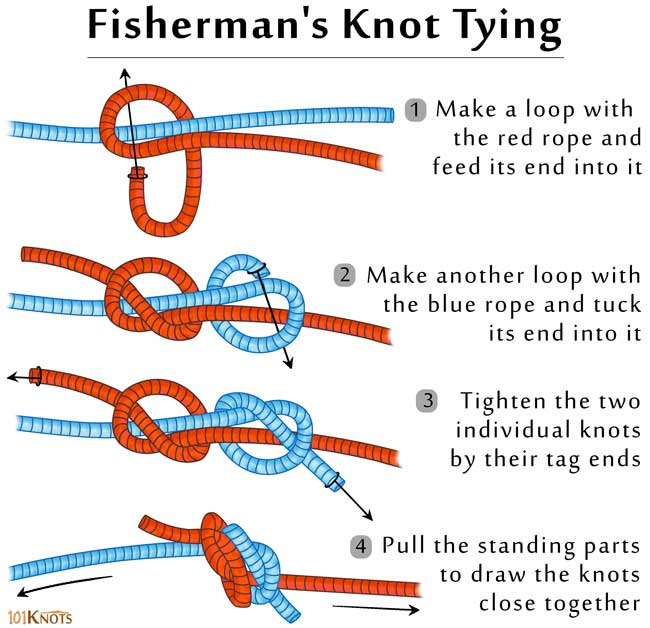 Fisherman's Knot Tying
1 Make a loop with
the red rope and
feed its end into it
2 Make another loop with
the blue rope and tuck
its end into it
3 Tighten the two
individual knots
by their tag ends
4 Pull the standing parts
to draw the knots
close together
101KNOTS